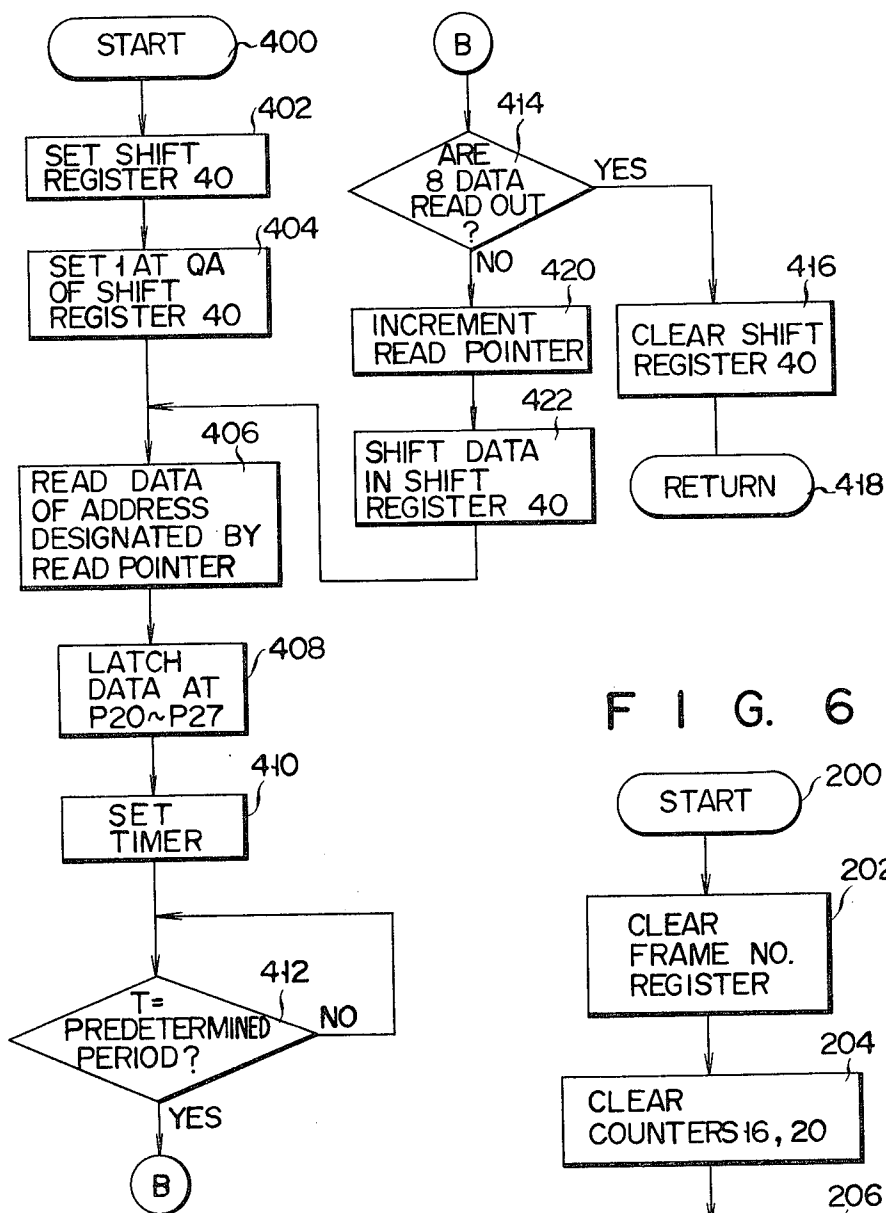 START
400
402
SET SHIFT
REGISTER 40
404
SET 1 AT QA
OF SHIFT
REGISTER 40
406
READ DATA
OF ADDRESS
DESIGNATED BY
READ POINTER
LATCH
DATA AT
P20~P27
408
410
SET
TIMER
412
T=
PREDETERMINED
PERIOD?
NO
YES
B
B
414
ARE
8 DATA
READ OUT
?
YES
NO
420
INCREMENT
READ POINTER
422
SHIFT DATA
IN SHIFT
REGISTER 40
416
CLEAR SHIFT
REGISTER 40
RETURN
418
FIG. 6
START
200
202
CLEAR
FRAME NO.
REGISTER
204
CLEAR
COUNTERS 16, 20
206